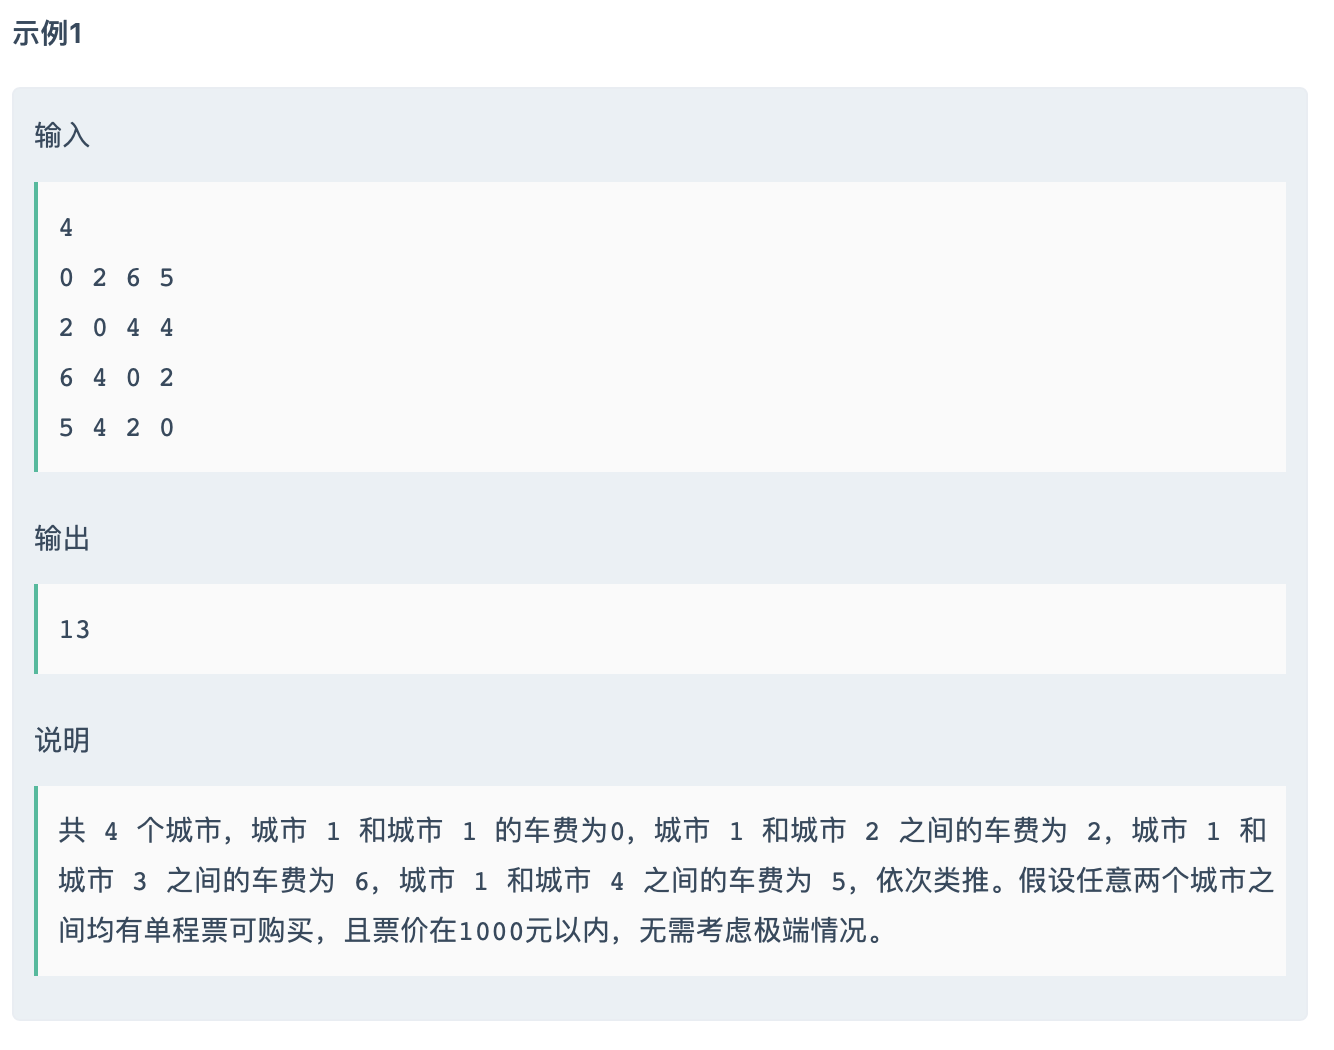 示例1
输入
4
0 2 6 5
2 0 4 4
6 4 0 2
5 4 2 0
输出
13
说明
共 4 个城市，城市 1 和城市 1 的车费为0，城市 1 和城市 2 之间的车费为 2，城市 1 和
城市 3 之间的车费为 6，城市 1 和城市 4 之间的车费为 5，依次类推。假设任意两个城市之
间均有单程票可购买，且票价在1000元以内，无需考虑极端情况。